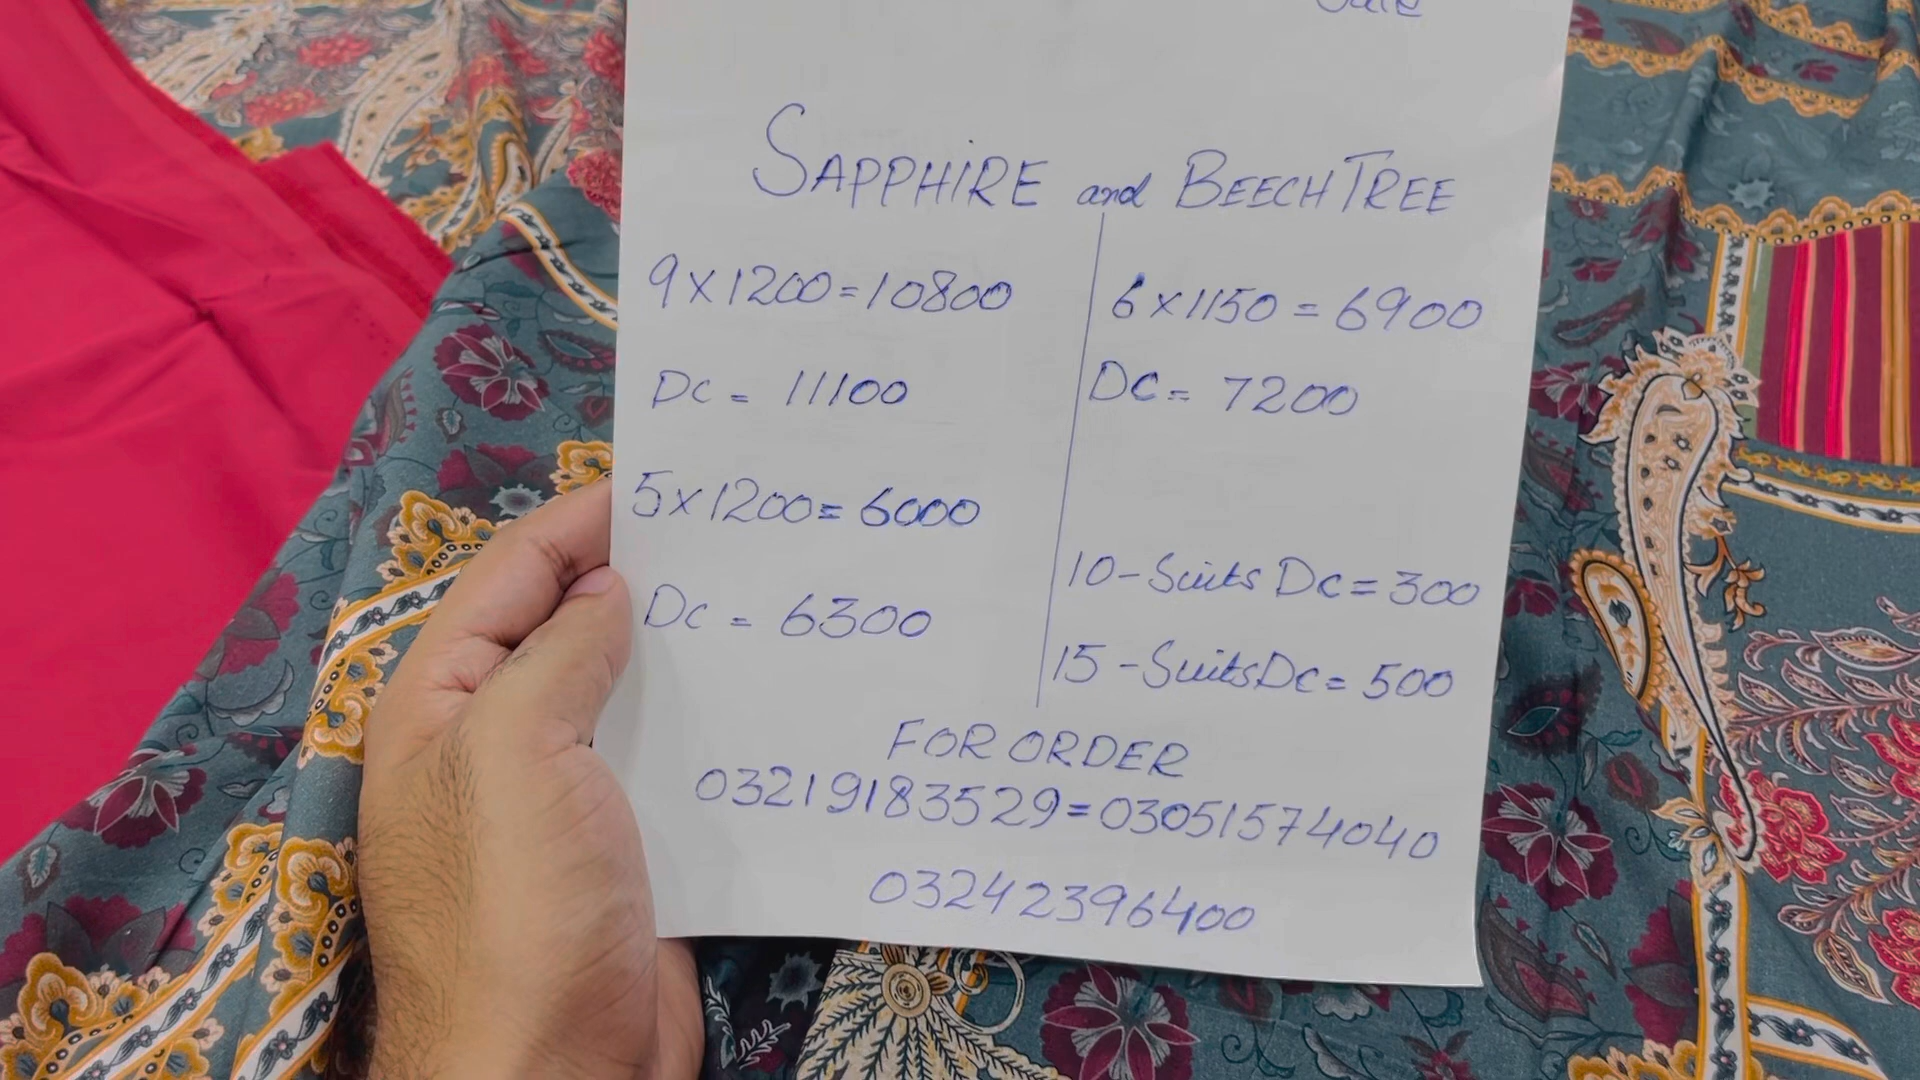 SAPPHIRE and BEECHTREE
9x1200=10800
DC = 11100
5x1200=6000
DC = 6300
6x1150 = 6900
DC = 7200
10-Suits DC=300
15-Suits DC=500
FOR ORDER
03219183529=03051574040
03242396400